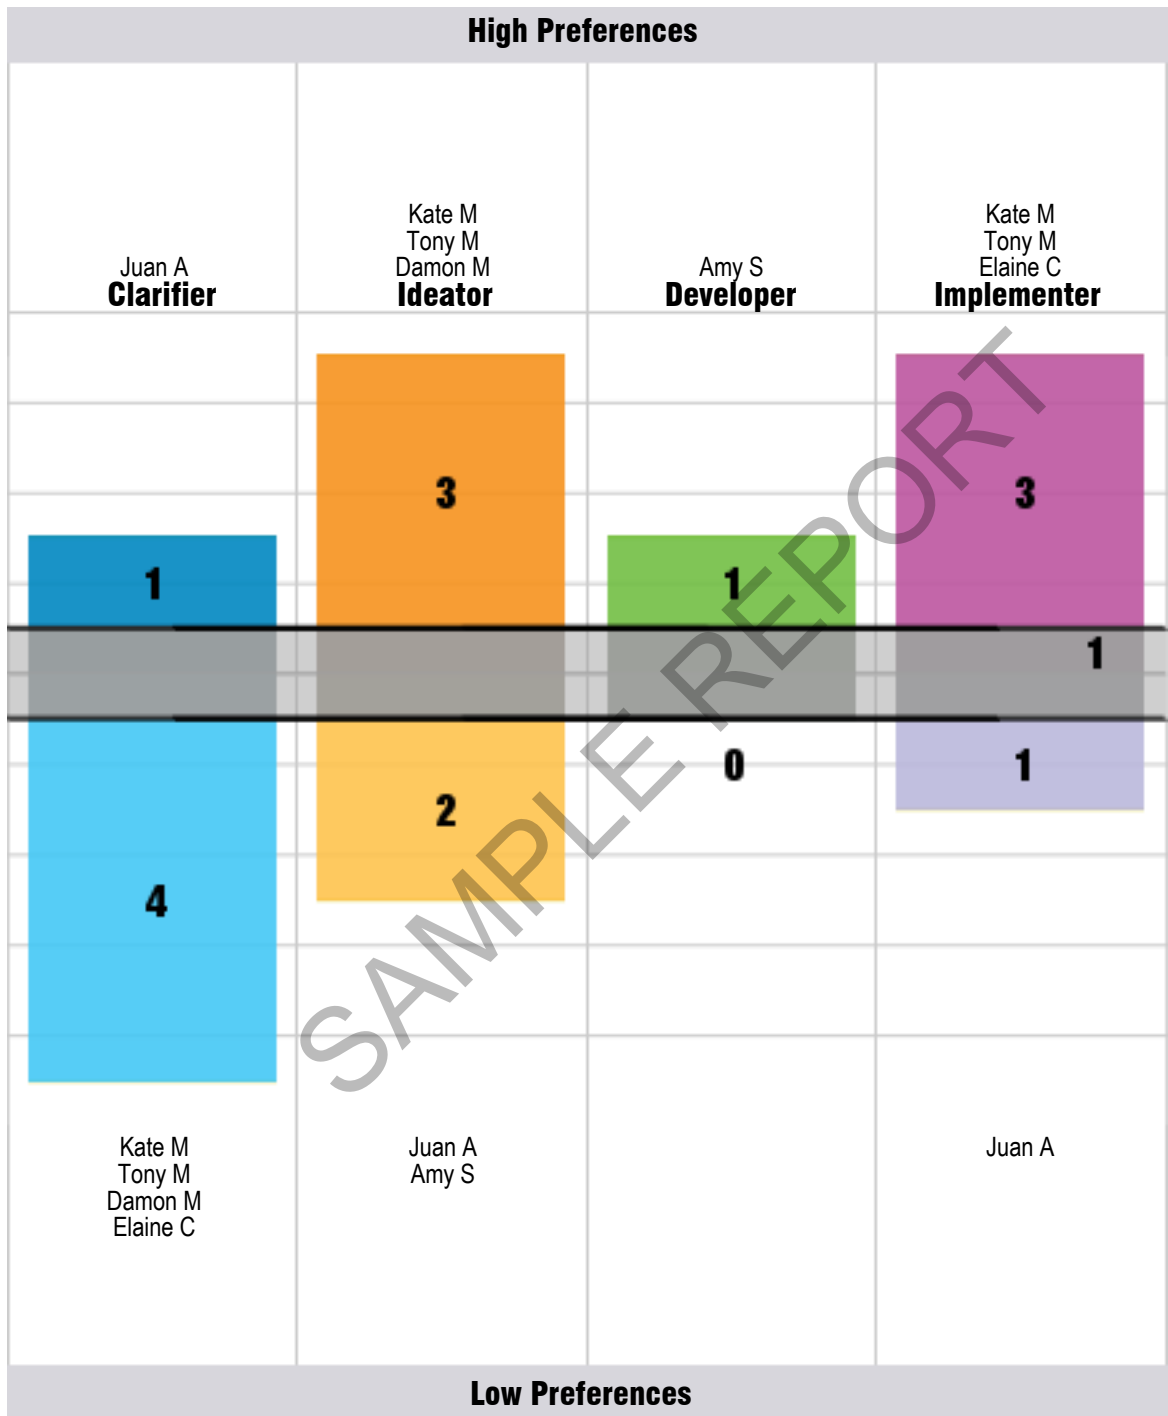 High Preferences
Juan A
Clarifier
Kate M
Tony M
Damon M
Ideator
Amy S
Developer
Kate M
Tony M
Elaine C
Implementer
1
3
1
3
1
4
2
0
1
SAMPLE REPORT
Kate M
Tony M
Damon M
Elaine C
Juan A
Amy S
Juan A
Low Preferences